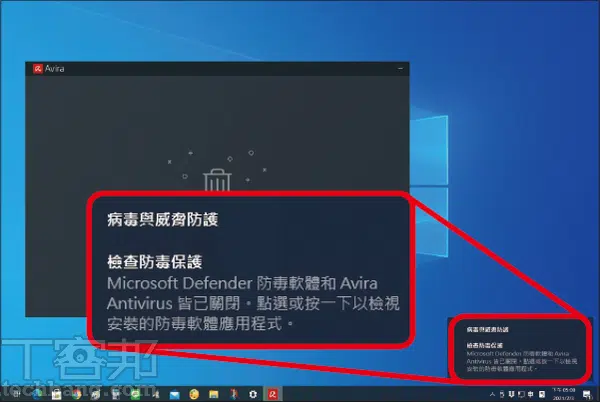 Avira
病毒與威脅防護
檢查防毒保護
Microsoft Defender 防毒軟體和 Avira
Antivirus 皆已關閉。點選或按一下以檢視
安裝的防毒軟體應用程式。
病毒與威脅防護
檢查防毒保護
Microsoft Defender 防毒軟體和 Avira
Antivirus 皆已關閉。點選或按一下以檢視
安裝的防毒軟體應用程式。
T客邦
techbang.com
中
下午 05:00